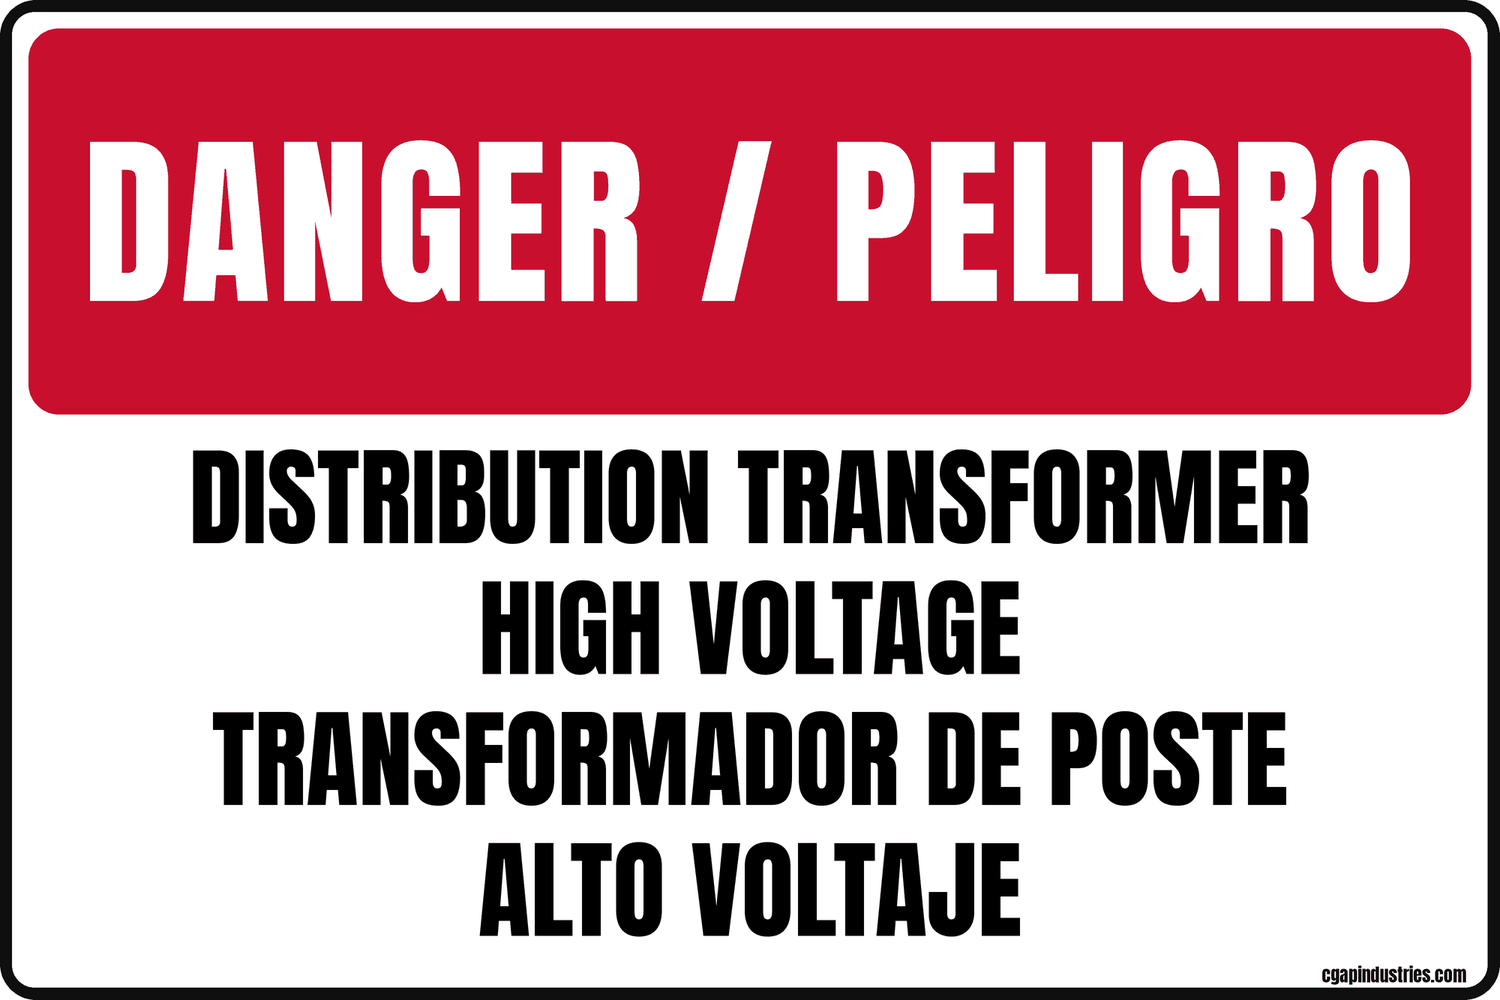 DANGER / PELIGRO
DISTRIBUTION TRANSFORMER
HIGH VOLTAGE
TRANSFORMADOR DE POSTE
ALTO VOLTAJE
cgapindustries.com